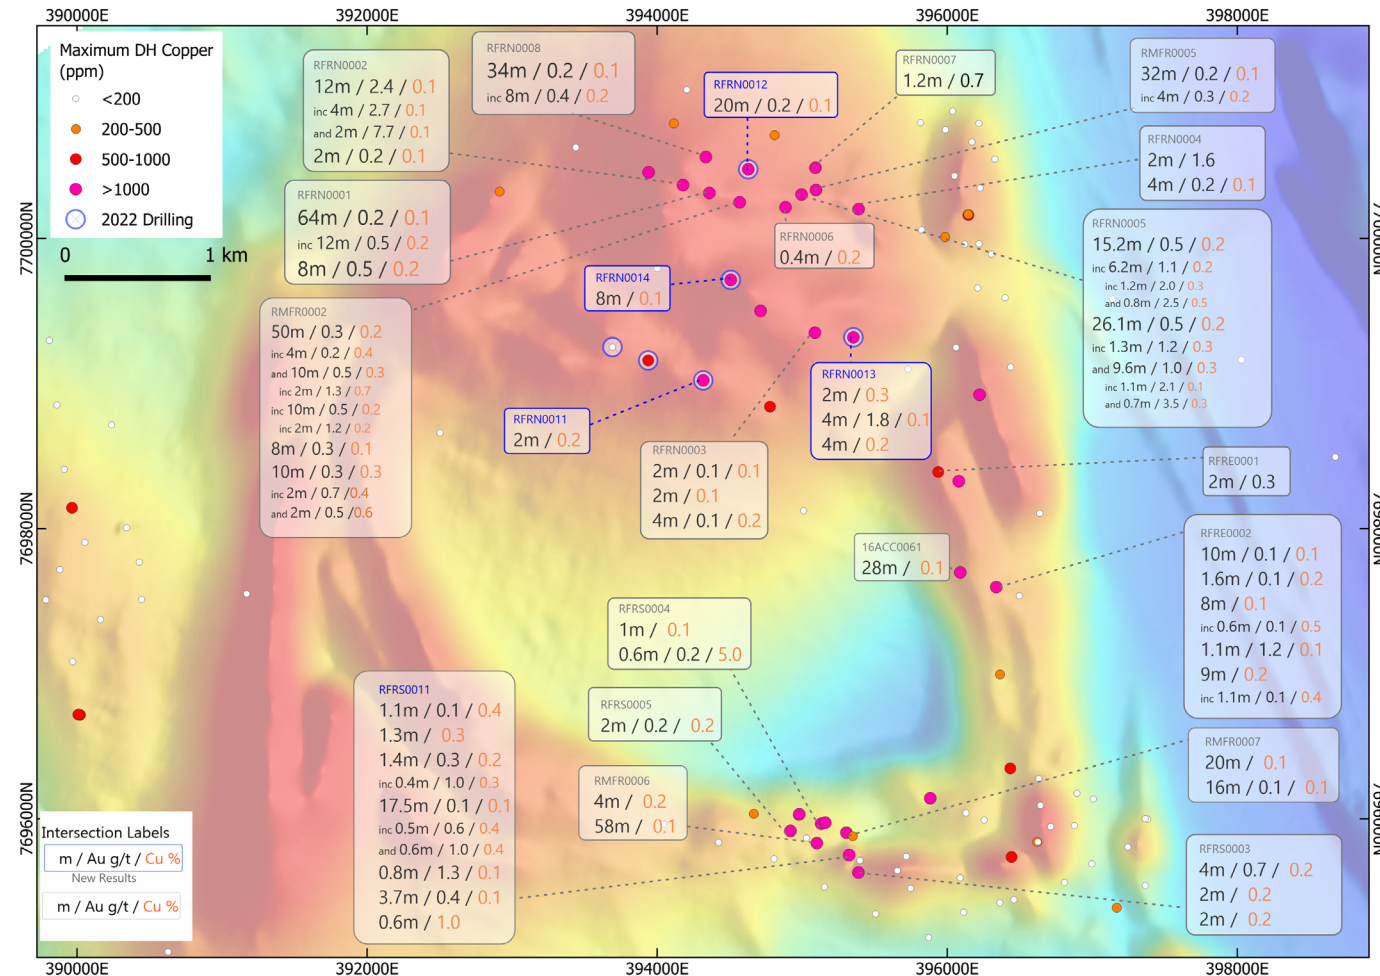 390000E 392000E 394000E 396000E 398000E
Maximum DH Copper
(ppm)
<200
200-500
500-1000
>1000
2022 Drilling
0 1 km
RFRN0002
12m / 2.4 / 0.1
inc 4m / 2.7 / 0.1
and 2m / 7.7 / 0.1
2m / 0.2 / 0.1
RFRN0008
34m / 0.2 / 0.1
inc 8m / 0.4 / 0.2
RFRN0012
20m / 0.2 / 0.1
RFRN0007
1.2m / 0.7
RMFR0005
32m / 0.2 / 0.1
inc 4m / 0.3 / 0.2
RFRN0004
2m / 1.6
4m / 0.2 / 0.1
RFRN0001
64m / 0.2 / 0.1
inc 12m / 0.5 / 0.2
8m / 0.5 / 0.2
RFRN0006
0.4m / 0.2
RFRN0005
15.2m / 0.5 / 0.2
inc 6.2m / 1.1 / 0.2
inc 1.2m / 2.0 / 0.3
and 0.8m / 2.5 / 0.5
26.1m / 0.5 / 0.2
inc 1.3m / 1.2 / 0.3
and 9.6m / 1.0 / 0.3
inc 1.1m / 2.1 / 0.1
and 0.7m / 3.5 / 0.3
RFRN0014
8m / 0.1
RMFR0002
50m / 0.3 / 0.2
inc 4m / 0.2 / 0.4
and 10m / 0.5 / 0.3
inc 2m / 1.3 / 0.7
inc 10m / 0.5 / 0.2
inc 2m / 1.2 / 0.2
8m / 0.3 / 0.1
10m / 0.3 / 0.3
inc 2m / 0.7 /0.4
and 2m / 0.5 /0.6
RFRN0013
2m / 0.3
4m / 1.8 / 0.1
4m / 0.2
RFRN0011
2m / 0.2
RFRN0003
2m / 0.1 / 0.1
2m / 0.1
4m / 0.1 / 0.2
RFRE0001
2m / 0.3
16ACC0061
28m / 0.1
RFRE0002
10m / 0.1 / 0.1
1.6m / 0.1 / 0.2
8m / 0.1
inc 0.6m / 0.1 / 0.5
1.1m / 1.2 / 0.1
9m / 0.2
inc 1.1m / 0.1 / 0.4
RFRS0004
1m / 0.1
0.6m / 0.2 / 5.0
RFRS0011
1.1m / 0.1 / 0.4
1.3m / 0.3
1.4m / 0.3 / 0.2
inc 0.4m / 1.0 / 0.3
17.5m / 0.1 / 0.1
inc 0.5m / 0.6 / 0.4
and 0.6m / 1.0 / 0.4
0.8m / 1.3 / 0.1
3.7m / 0.4 / 0.1
0.6m / 1.0
RFRS0005
2m / 0.2 / 0.2
RMFR0006
4m / 0.2
58m / 0.1
RMFR0007
20m / 0.1
16m / 0.1 / 0.1
RFRS0003
4m / 0.7 / 0.2
2m / 0.2
2m / 0.2
Intersection Labels
m / Au g/t / Cu %
New Results
m / Au g/t / Cu %
7700000N
7698000N
7696000N
7700000N
7698000N
7696000N
390000E 392000E 394000E 396000E 398000E